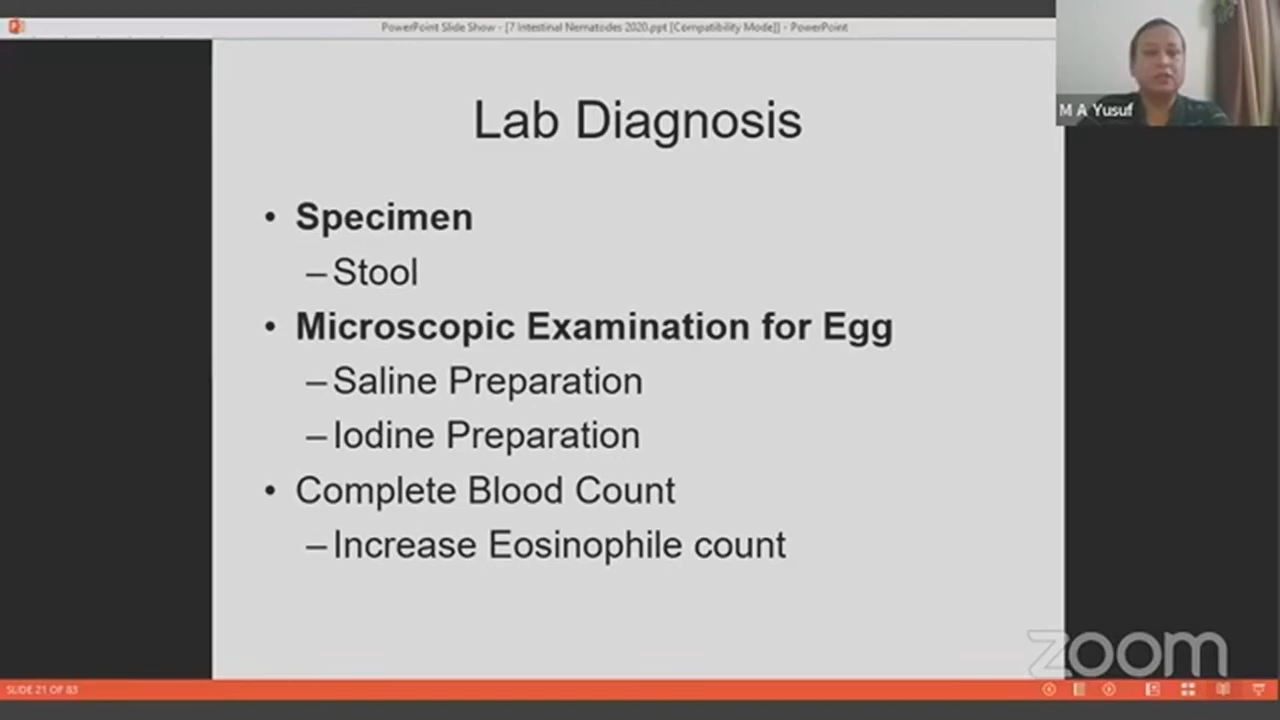 PowerPoint Slide Show - [7 Intestinal Nematodes 2020.ppt [Compatibility Mode]] - PowerPoint
M A Yusuf
Lab Diagnosis
• Specimen
– Stool
• Microscopic Examination for Egg
– Saline Preparation
– Iodine Preparation
• Complete Blood Count
– Increase Eosinophile count
zoom
SLIDE 21 OF 83